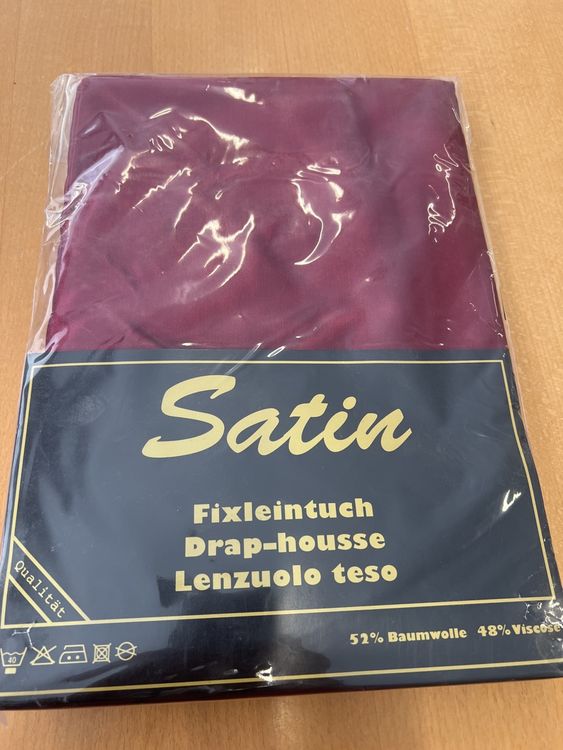 Satin
Fixleintuch
Drap-housse
Lenzuolo teso
Qualität
52% Baumwolle 48% Viscose
40